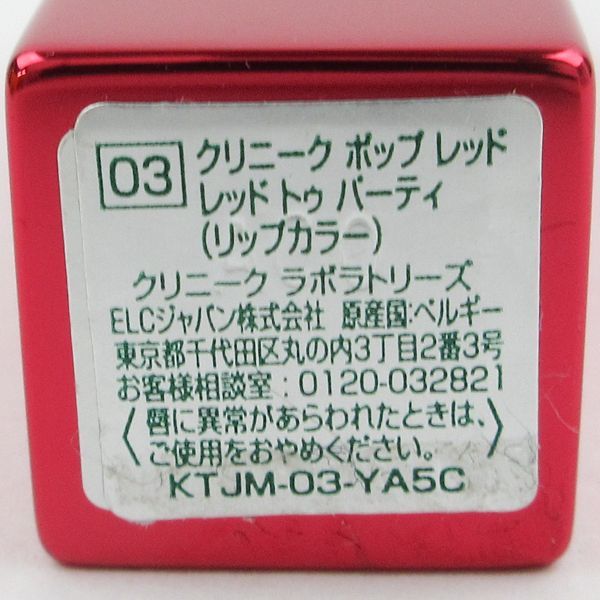 03 クリニーク ポップ レッド
レッド トゥ パーティ
(リップカラー)
クリニーク ラボラトリーズ
ELCジャパン株式会社 原産国:ベルギー
東京都千代田区丸の内3丁目2番3号
お客様相談室:0120-032821
〈唇に異常があらわれたときは、
ご使用をおやめください。〉
KTJM-03-YA5C